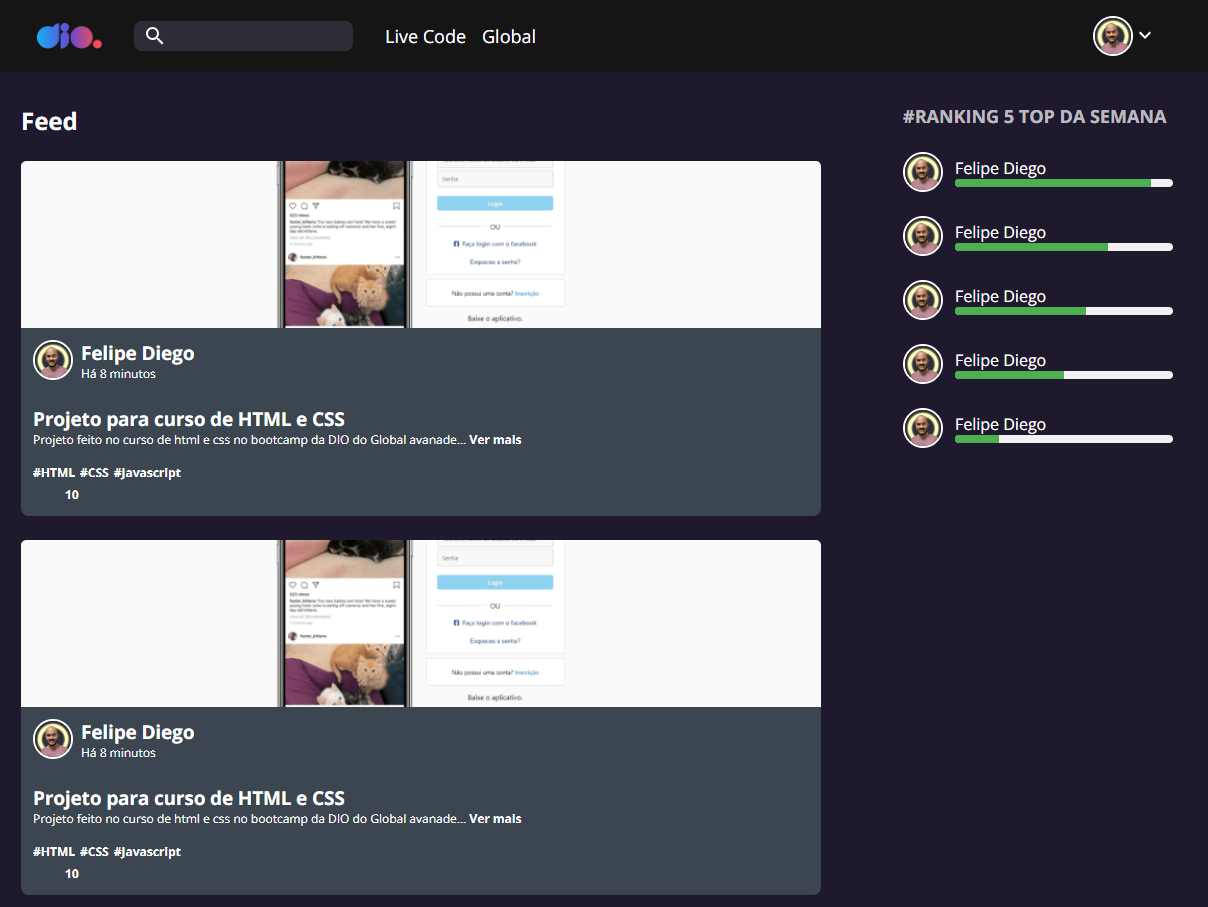 dio.
Live Code
Global
Feed
Senha
Login
OU
Faça login com o facebook
Esqueceu a senha?
Não possui uma conta? Inscrição
Baixe o aplicativo.
Felipe Diego
Há 8 minutos
Projeto para curso de HTML e CSS
Projeto feito no curso de html e css no bootcamp da DIO do Global avanade... Ver mais
#HTML #CSS #Javascript
10
Senha
Login
OU
Faça login com o facebook
Esqueceu a senha?
Não possui uma conta? Inscrição
Baixe o aplicativo.
Felipe Diego
Há 8 minutos
Projeto para curso de HTML e CSS
Projeto feito no curso de html e css no bootcamp da DIO do Global avanade... Ver mais
#HTML #CSS #Javascript
10
#RANKING 5 TOP DA SEMANA
Felipe Diego
Felipe Diego
Felipe Diego
Felipe Diego
Felipe Diego